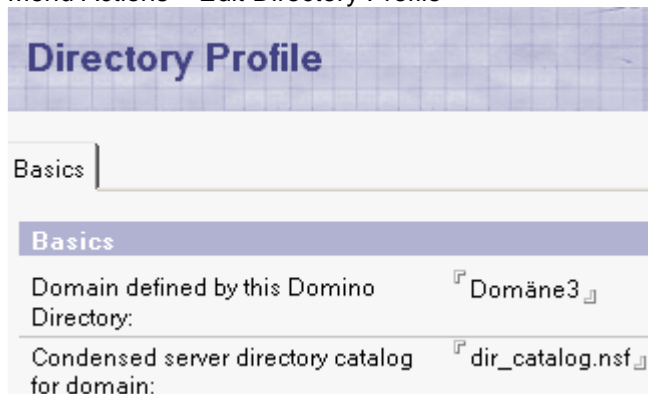 Menu Actions – Edit Directory Profile
Directory Profile
Basics
Basics
Domain defined by this Domino
Directory:
Domäne3
Condensed server directory catalog
for domain:
dir_catalog.nsf